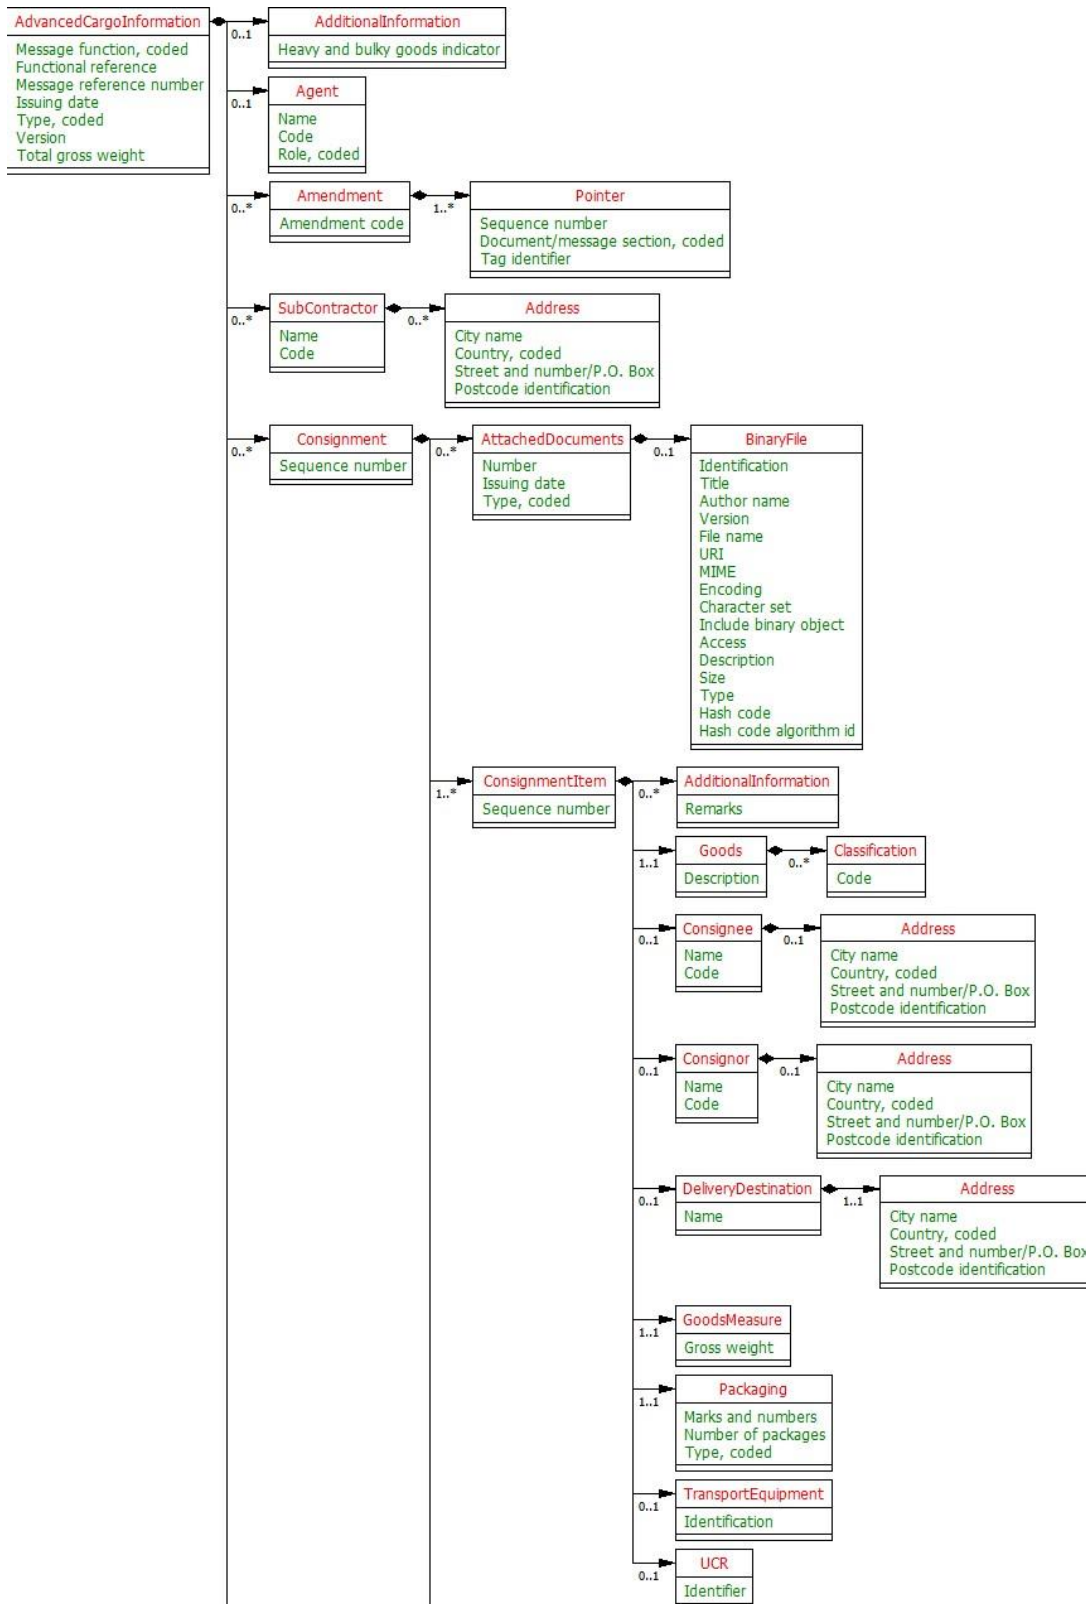 AdvancedCargoInformation
Message function, coded
Functional reference
Message reference number
Issuing date
Type, coded
Version
Total gross weight
0..1
AdditionalInformation
Heavy and bulky goods indicator
0..1
Agent
Name
Code
Role, coded
0..*
Amendment
Amendment code
1..*
Pointer
Sequence number
Document/message section, coded
Tag identifier
0..*
SubContractor
Name
Code
0..*
Address
City name
Country, coded
Street and number/P.O. Box
Postcode identification
0..*
Consignment
Sequence number
0..*
AttachedDocuments
Number
Issuing date
Type, coded
0..1
BinaryFile
Identification
Title
Author name
Version
File name
URI
MIME
Encoding
Character set
Include binary object
Access
Description
Size
Type
Hash code
Hash code algorithm id
1..*
ConsignmentItem
Sequence number
0..*
AdditionalInformation
Remarks
1..1
Goods
Description
0..*
Classification
Code
0..1
Consignee
Name
Code
0..1
Address
City name
Country, coded
Street and number/P.O. Box
Postcode identification
0..1
Consignor
Name
Code
0..1
Address
City name
Country, coded
Street and number/P.O. Box
Postcode identification
0..1
DeliveryDestination
Name
1..1
Address
City name
Country, coded
Street and number/P.O. Box
Postcode identification
1..1
GoodsMeasure
Gross weight
1..1
Packaging
Marks and numbers
Number of packages
Type, coded
0..1
TransportEquipment
Identification
0..1
UCR
Identifier